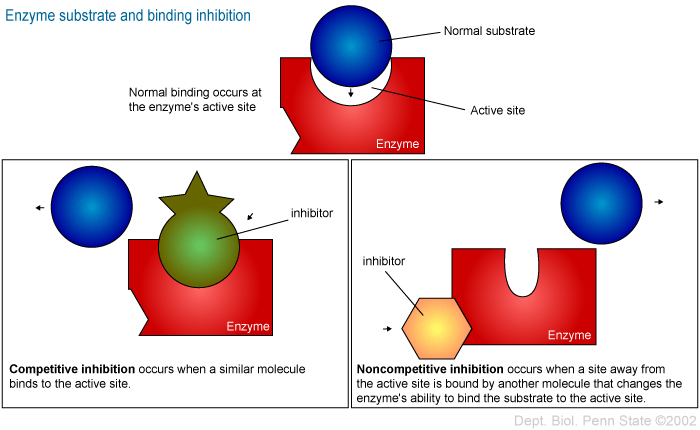 Enzyme substrate and binding inhibition
Normal substrate
Normal binding occurs at
the enzyme's active site
Active site
Enzyme
inhibitor
Enzyme
Competitive inhibition occurs when a similar molecule
binds to the active site.
inhibitor
Enzyme
Noncompetitive inhibition occurs when a site away from
the active site is bound by another molecule that changes the
enzyme's ability to bind the substrate to the active site.
Dept. Biol. Penn State ©2002